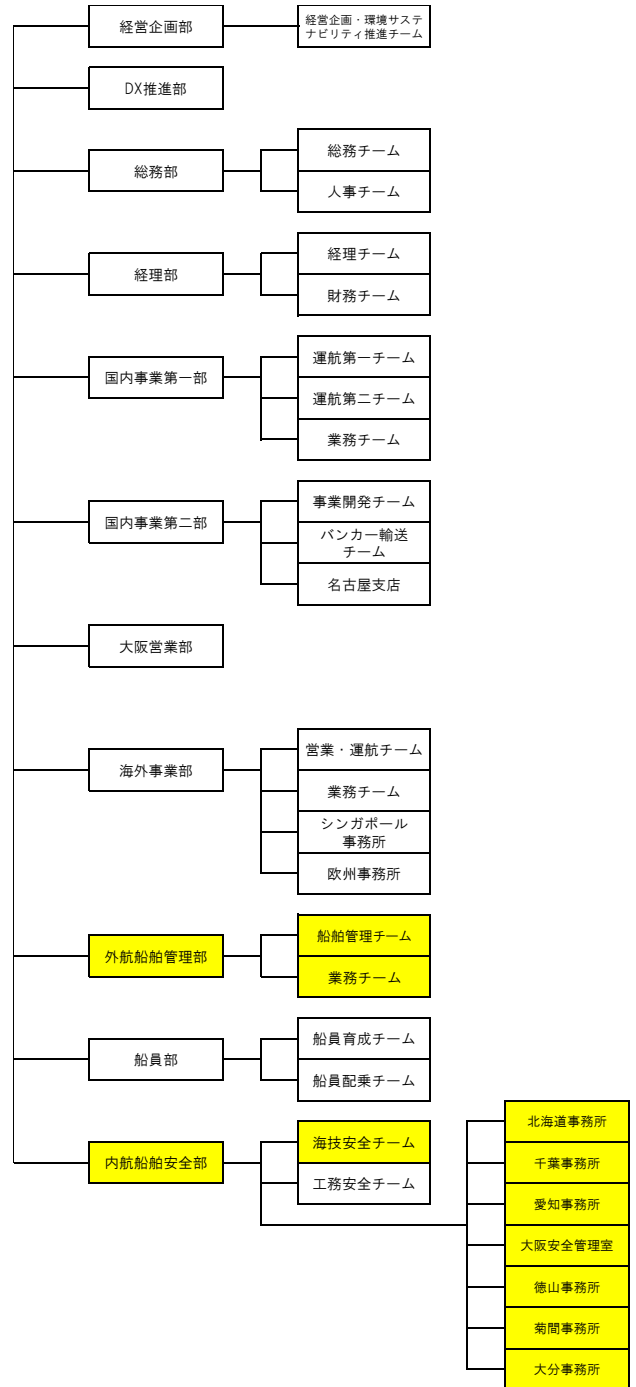 経営企画部
経営企画・環境サステ
ナビリティ推進チーム
DX推進部
総務部
総務チーム
人事チーム
経理部
経理チーム
財務チーム
国内事業第一部
運航第一チーム
運航第二チーム
業務チーム
国内事業第二部
事業開発チーム
バンカー輸送
チーム
名古屋支店
大阪営業部
海外事業部
営業・運航チーム
業務チーム
シンガポール
事務所
欧州事務所
外航船舶管理部
船舶管理チーム
業務チーム
船員部
船員育成チーム
船員配乗チーム
内航船舶安全部
海技安全チーム
工務安全チーム
北海道事務所
千葉事務所
愛知事務所
大阪安全管理室
徳山事務所
菊間事務所
大分事務所